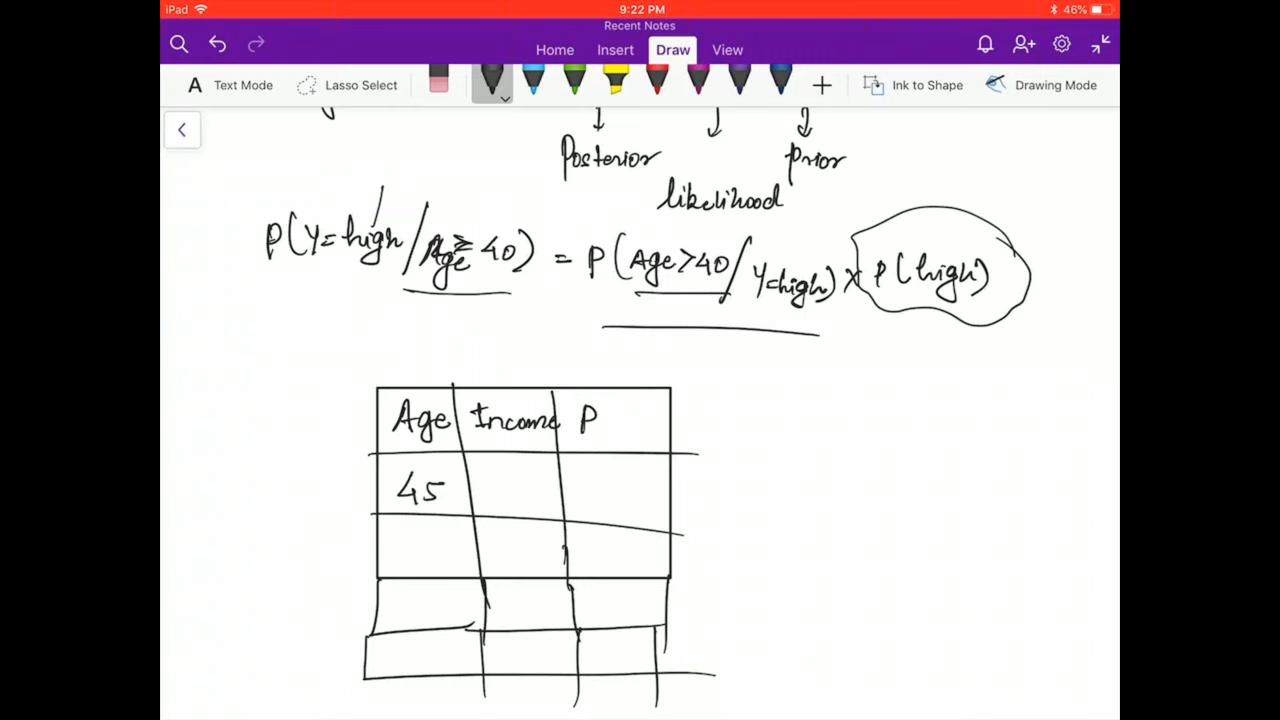 iPad 9:22 PM 46%
Recent Notes
Home Insert Draw View
A Text Mode Lasso Select Ink to Shape Drawing Mode
Posterior prior
likelihood
P(Y=high/Age≥40) = P(Age>40/Y=high) x P(high)
Age Income P
45